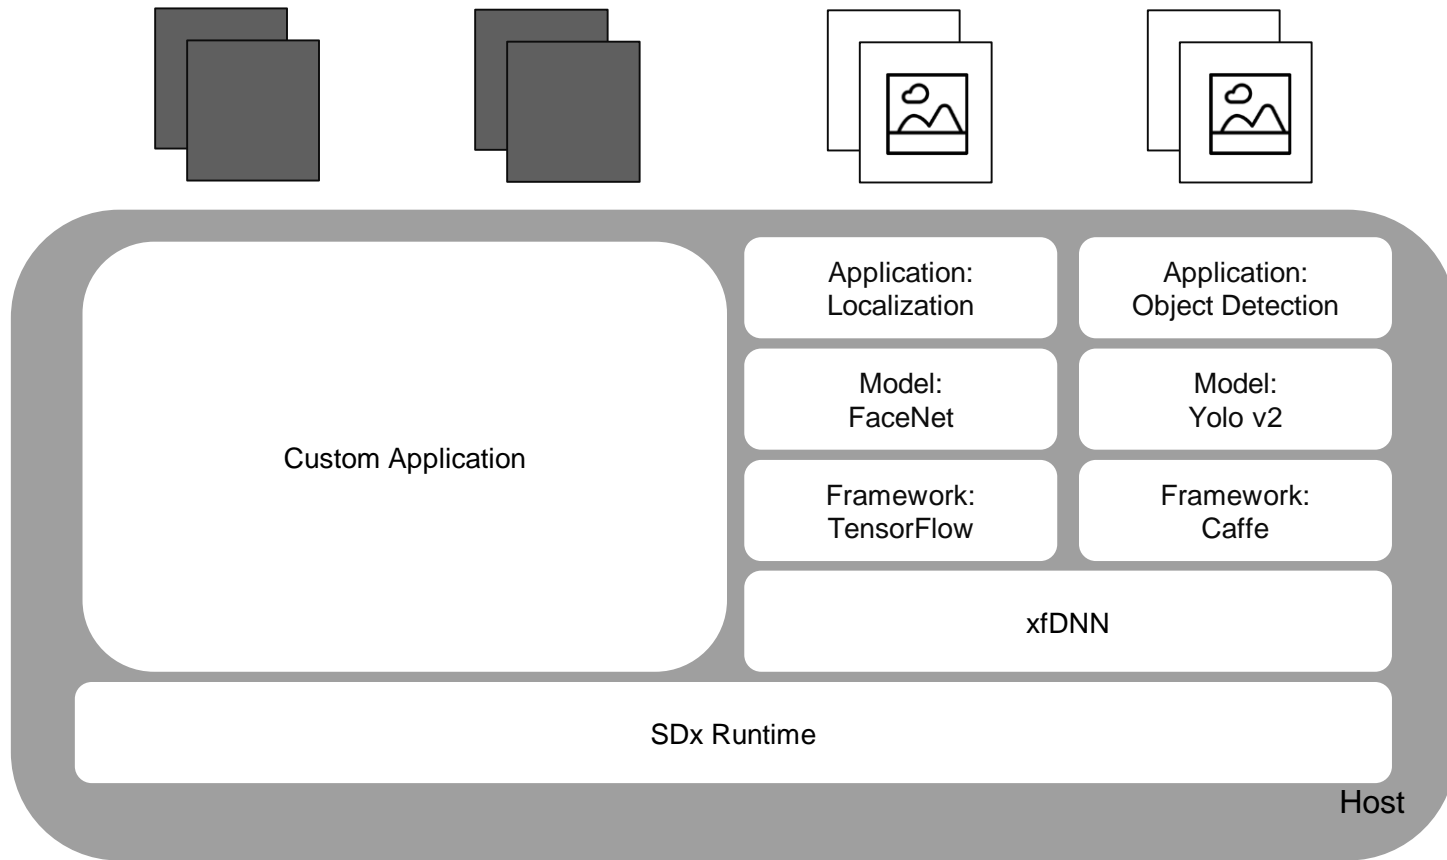 Application:
Localization
Application:
Object Detection
Model:
FaceNet
Model:
Yolo v2
Custom Application
Framework:
TensorFlow
Framework:
Caffe
xfDNN
SDx Runtime
Host